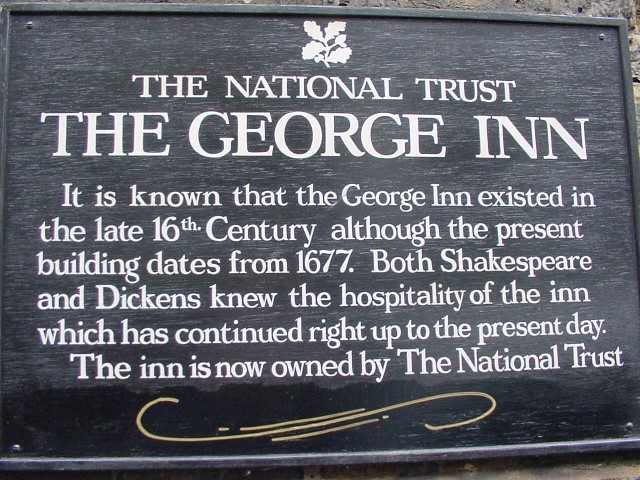 THE NATIONAL TRUST
THE GEORGE INN
It is known that the George Inn existed in
the late 16th. Century although the present
building dates from 1677. Both Shakespeare
and Dickens knew the hospitality of the inn
which has continued right up to the present day.
The inn is now owned by The National Trust